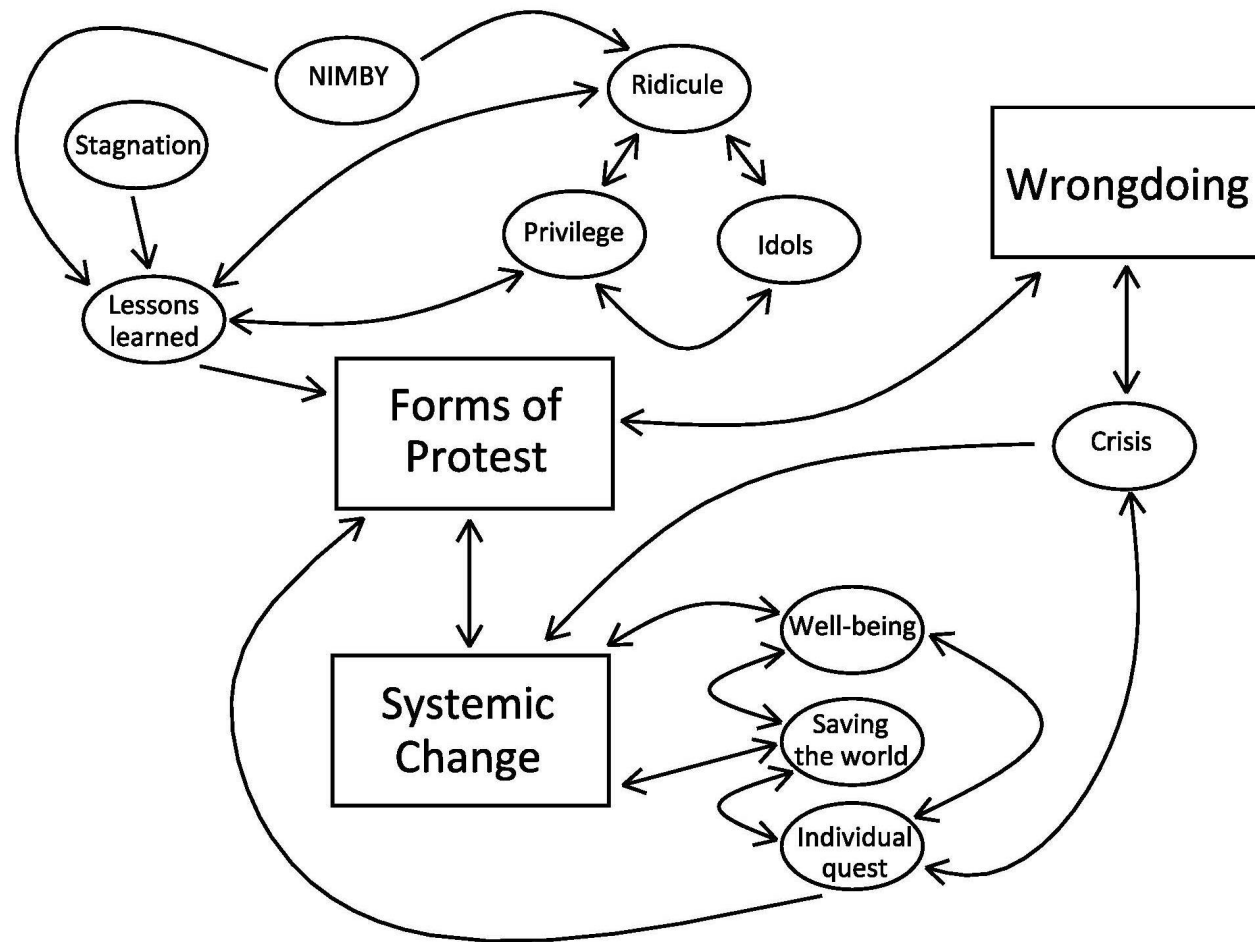 NIMBY
Ridicule
Stagnation
Wrongdoing
Privilege
Idols
Lessons
learned
Forms of
Protest
Crisis
Well-being
Systemic
Change
Saving
the world
Individual
quest